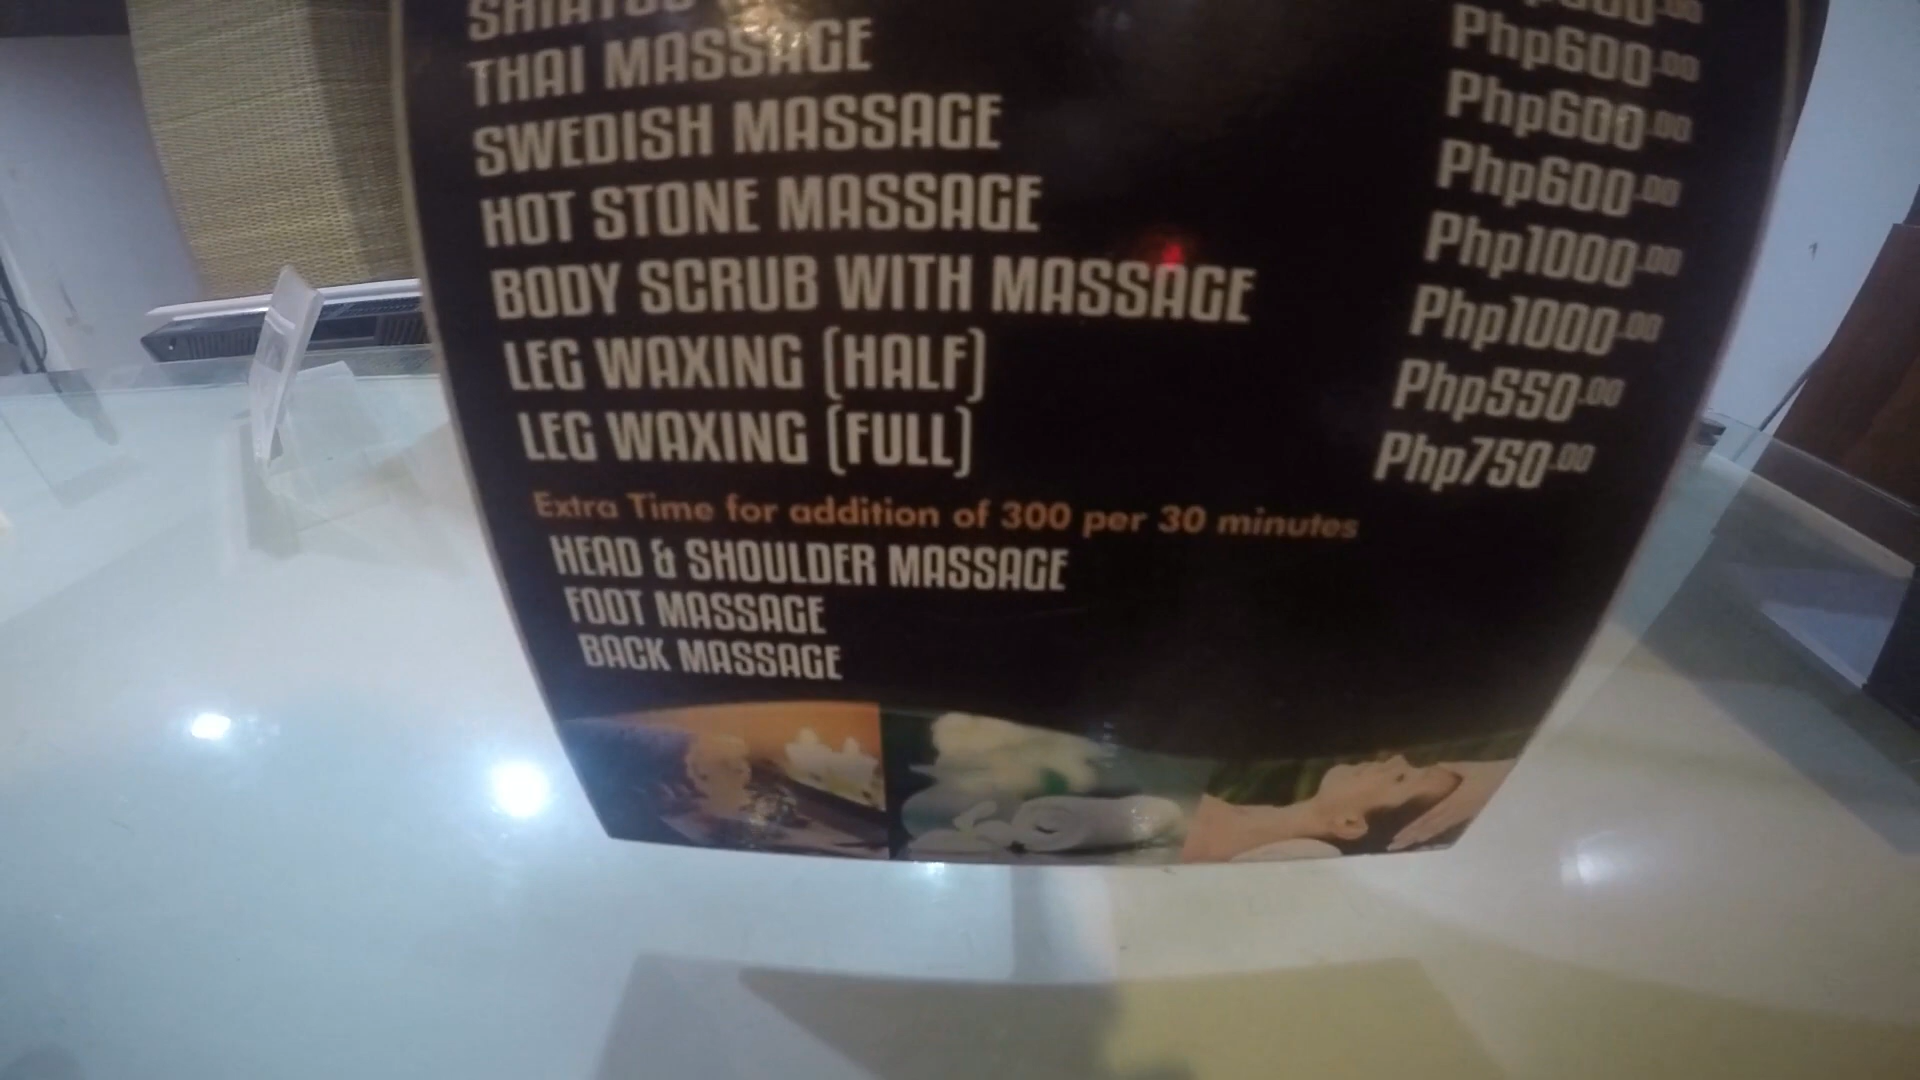 SHIATSU Php600.00
THAI MASSAGE Php600.00
SWEDISH MASSAGE Php600.00
HOT STONE MASSAGE Php1000.00
BODY SCRUB WITH MASSAGE Php1000.00
LEG WAXING (HALF) Php550.00
LEG WAXING (FULL) Php750.00
Extra Time for addition of 300 per 30 minutes
HEAD & SHOULDER MASSAGE
FOOT MASSAGE
BACK MASSAGE